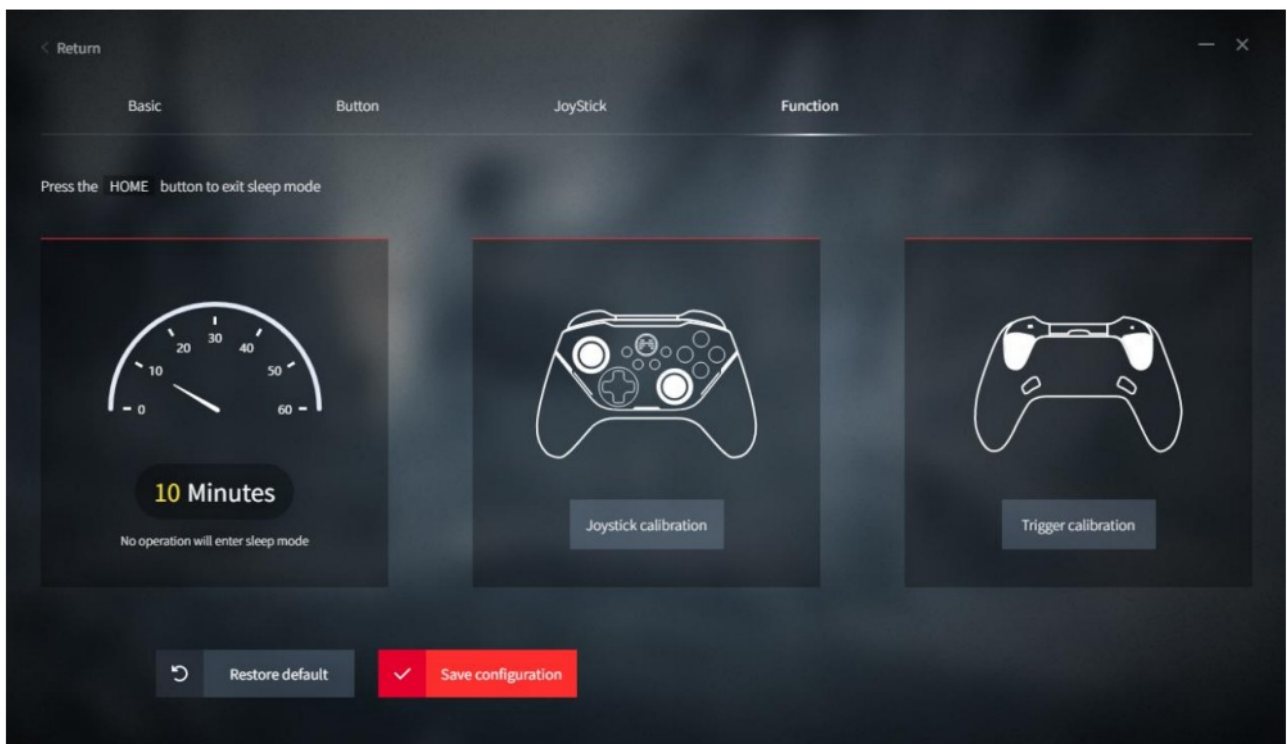 Return
Basic Button JoyStick Function
Press the HOME button to exit sleep mode
0 10 20 30 40 50 60
10 Minutes
No operation will enter sleep mode
Joystick calibration
Trigger calibration
Restore default
Save configuration